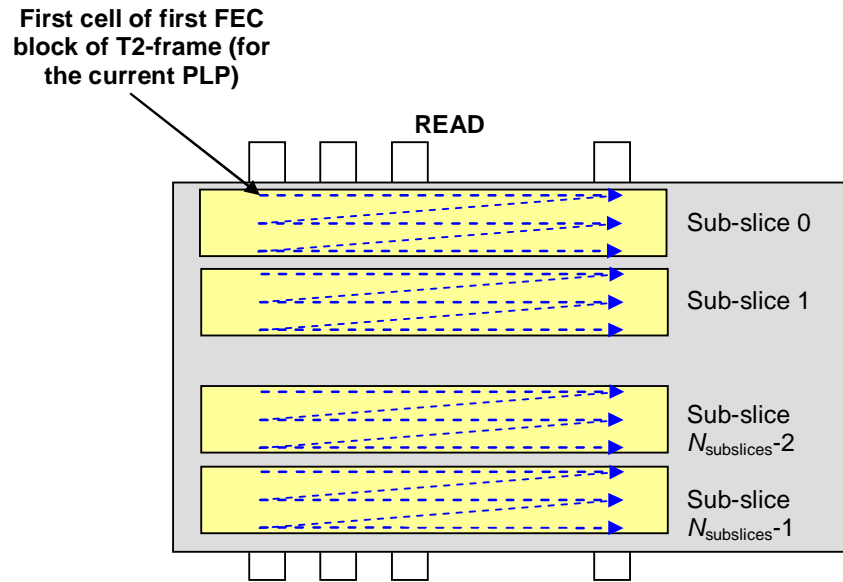 First cell of first FEC
block of T2-frame (for
the current PLP)
READ
Sub-slice 0
Sub-slice 1
Sub-slice
Nsubslices-2
Sub-slice
Nsubslices-1